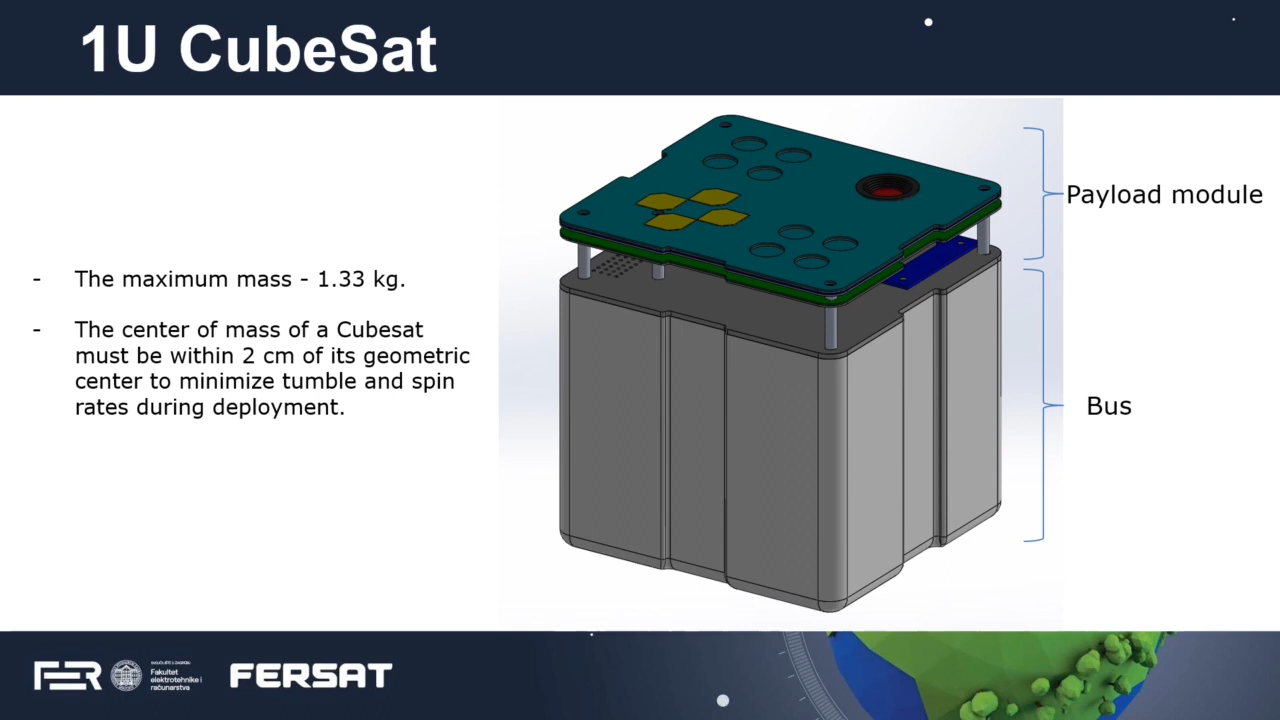 1U CubeSat
- The maximum mass - 1.33 kg.
- The center of mass of a Cubesat
must be within 2 cm of its geometric
center to minimize tumble and spin
rates during deployment.
Payload module
Bus
FER
Fakultet
elektrotehnike i
računarstva
FERSAT